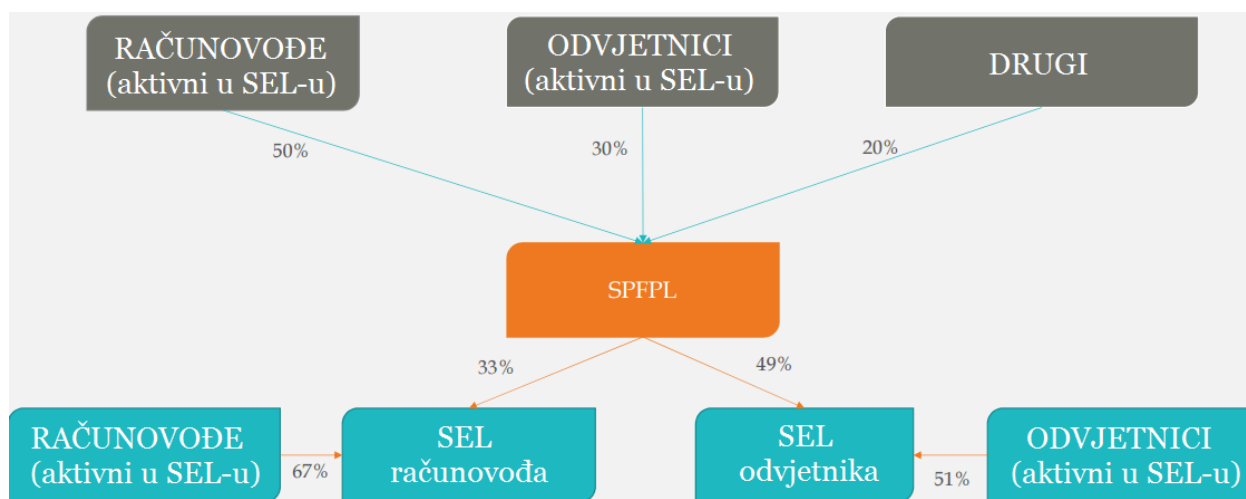 RAČUNOVOĐE
(aktivni u SEL-u)
ODVJETNICI
(aktivni u SEL-u)
DRUGI
50%
30%
20%
SPFPL
33%
49%
RAČUNOVOĐE
(aktivni u SEL-u)
67%
SEL
računovođa
SEL
odvjetnika
51%
ODVJETNICI
(aktivni u SEL-u)